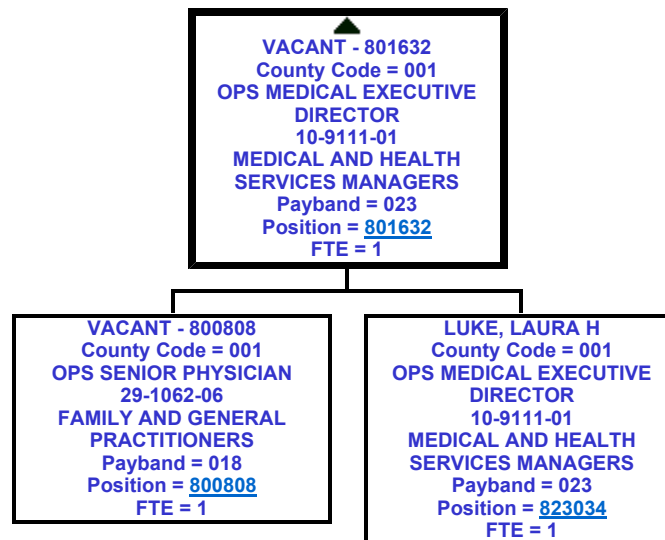 VACANT - 801632
County Code = 001
OPS MEDICAL EXECUTIVE
DIRECTOR
10-9111-01
MEDICAL AND HEALTH
SERVICES MANAGERS
Payband = 023
Position = 801632
FTE = 1
VACANT - 800808
County Code = 001
OPS SENIOR PHYSICIAN
29-1062-06
FAMILY AND GENERAL
PRACTITIONERS
Payband = 018
Position = 800808
FTE = 1
LUKE, LAURA H
County Code = 001
OPS MEDICAL EXECUTIVE
DIRECTOR
10-9111-01
MEDICAL AND HEALTH
SERVICES MANAGERS
Payband = 023
Position = 823034
FTE = 1